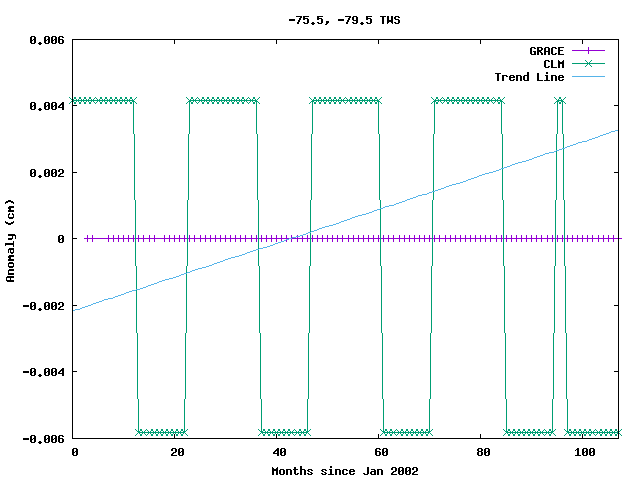 -75.5, -79.5 TWS
0.006
0.004
0.002
0
-0.002
-0.004
-0.006
Anomaly (cm)
GRACE
CLM
Trend Line
0 20 40 60 80 100
Months since Jan 2002